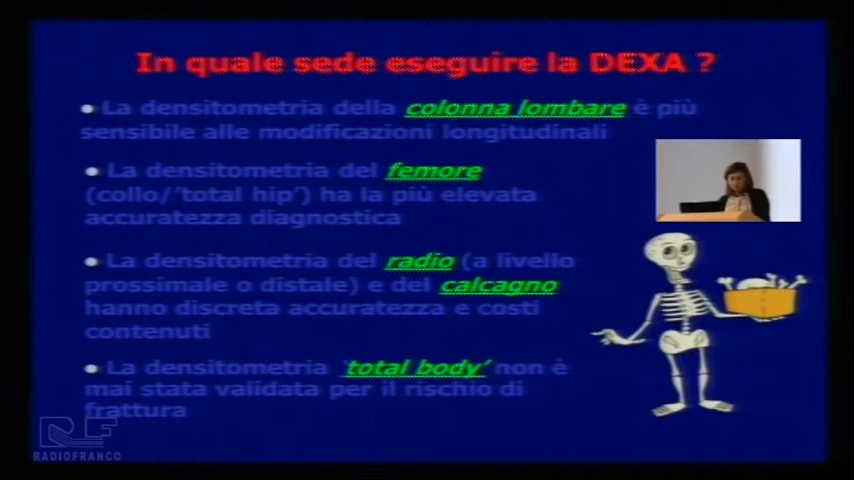 In quale sede eseguire la DEXA ?
• La densitometria della colonna lombare è più
sensibile alle modificazioni longitudinali
• La densitometria del femore
(collo/'total hip') ha la più elevata
accuratezza diagnostica
• La densitometria del radio (a livello
prossimale o distale) e del calcagno
hanno discreta accuratezza e costi
contenuti
• La densitometria 'total body' non è
mai stata validata per il rischio di
frattura
RF
RADIOFRANCO